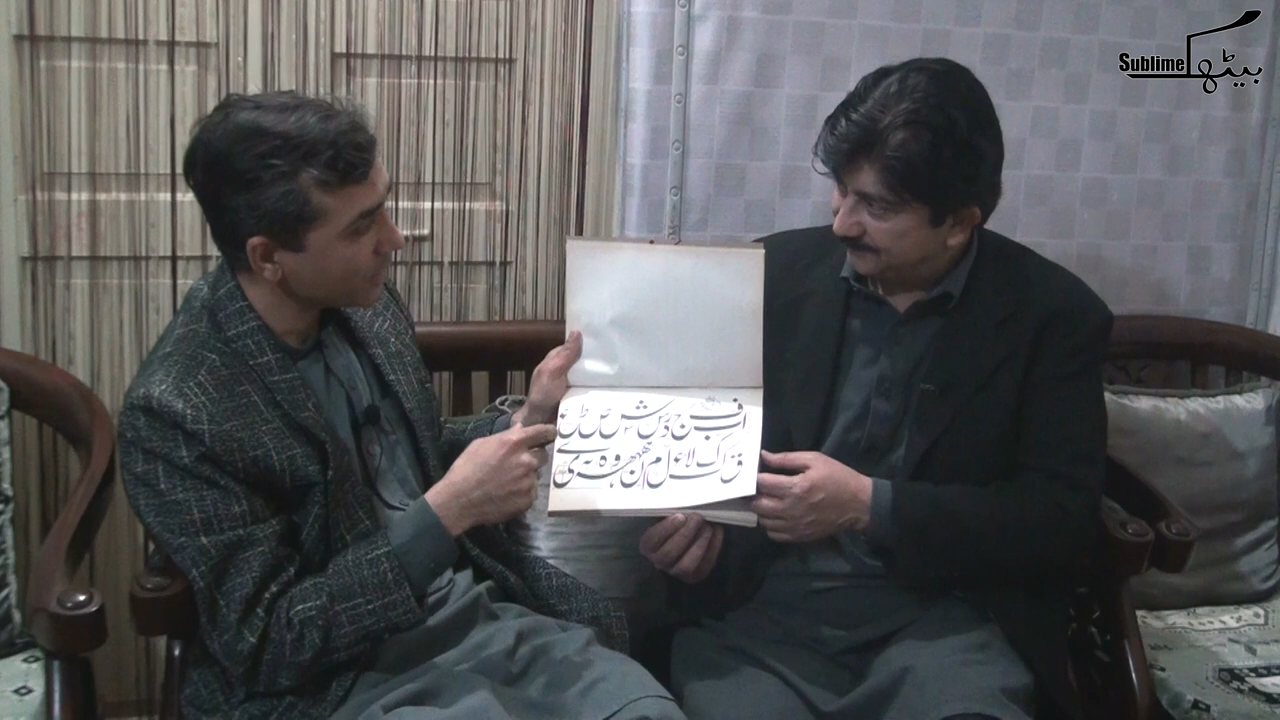 Sublime بیٹھک
ا ب ف ج د ر س ش ص ط ع
ق ک لا ء ل م ن و ہ ی ے